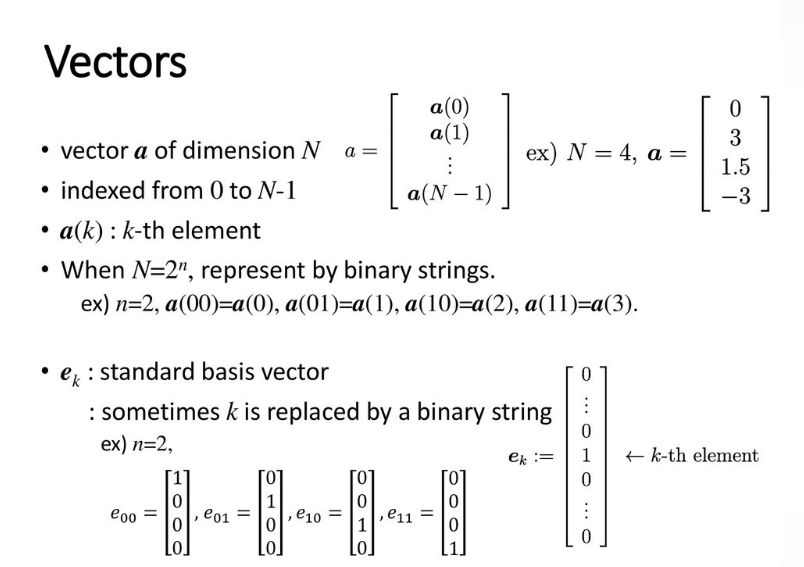 Vectors
• vector a of dimension N   a = [ a(0) a(1) ⋮ a(N − 1) ]   ex) N = 4, a = [ 0 3 1.5 −3 ]
• indexed from 0 to N-1
• a(k) : k-th element
• When N=2ⁿ, represent by binary strings.
ex) n=2, a(00)=a(0), a(01)=a(1), a(10)=a(2), a(11)=a(3).
• eₖ : standard basis vector
: sometimes k is replaced by a binary string
ex) n=2,
e₀₀ = [1 0 0 0], e₀₁ = [0 1 0 0], e₁₀ = [0 0 1 0], e₁₁ = [0 0 0 1]
eₖ := [ 0 ⋮ 0 1 0 ⋮ 0 ] ← k-th element